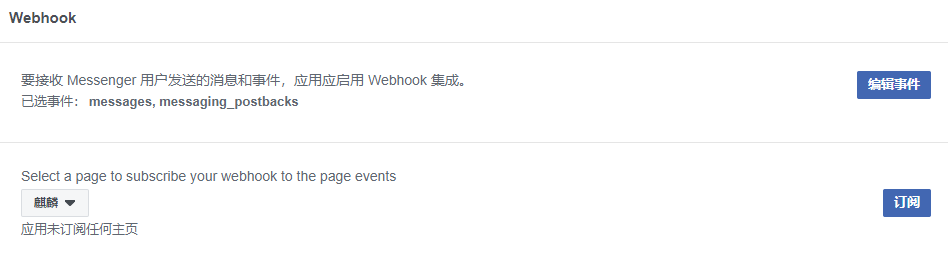 Webhook
要接收 Messenger 用户发送的消息和事件，应用应启用 Webhook 集成。
编辑事件
已选事件： messages, messaging_postbacks
Select a page to subscribe your webhook to the page events
麒麟
订阅
应用未订阅任何主页